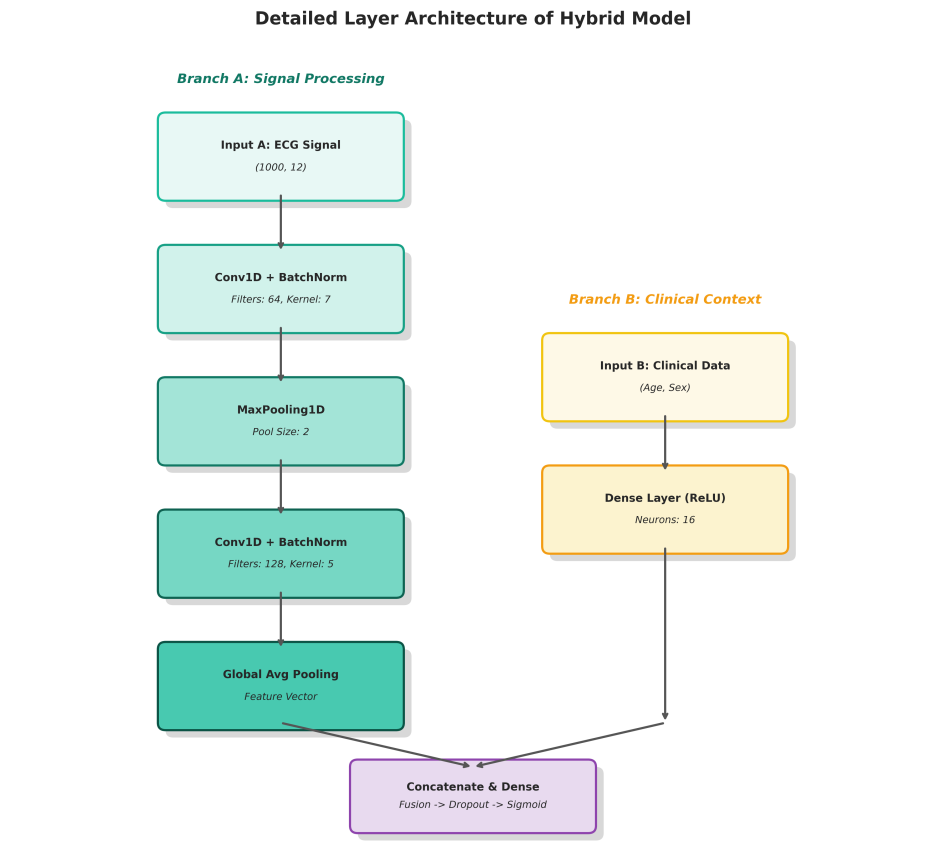 Detailed Layer Architecture of Hybrid Model
Branch A: Signal Processing
Input A: ECG Signal
(1000, 12)
Conv1D + BatchNorm
Filters: 64, Kernel: 7
MaxPooling1D
Pool Size: 2
Conv1D + BatchNorm
Filters: 128, Kernel: 5
Global Avg Pooling
Feature Vector
Branch B: Clinical Context
Input B: Clinical Data
(Age, Sex)
Dense Layer (ReLU)
Neurons: 16
Concatenate & Dense
Fusion -> Dropout -> Sigmoid